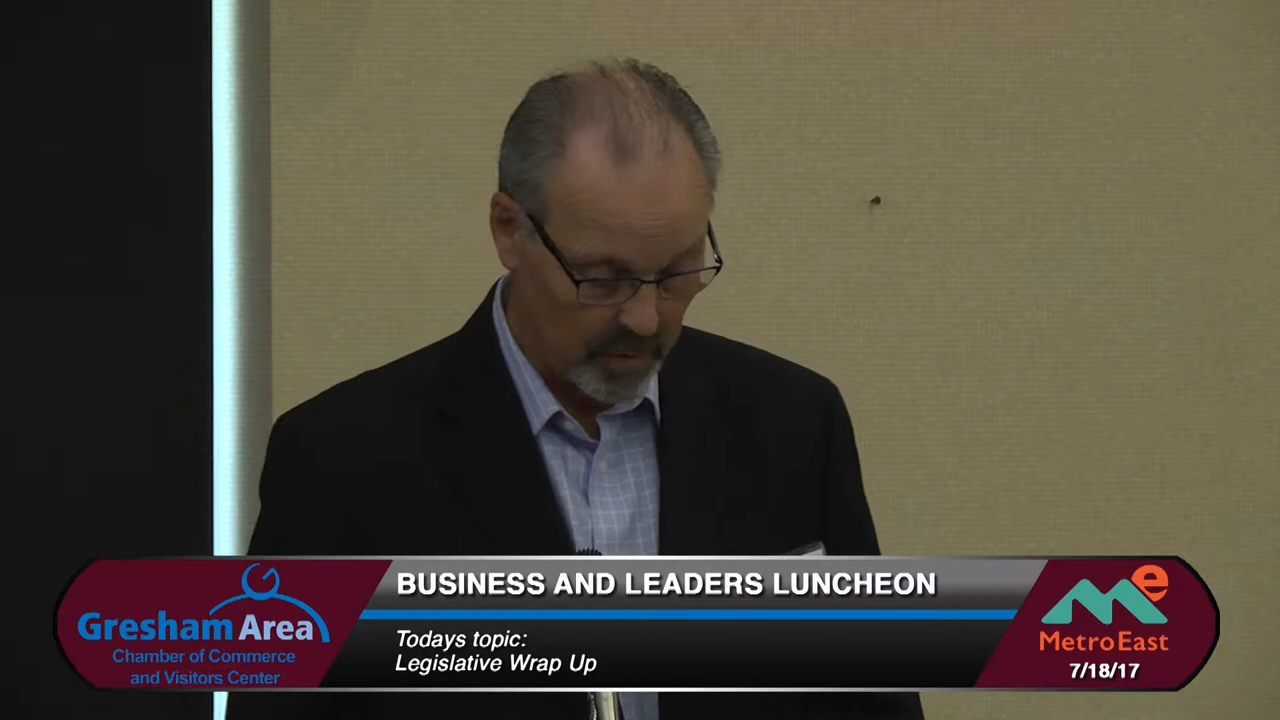 BUSINESS AND LEADERS LUNCHEON
Todays topic:
Legislative Wrap Up
Gresham Area
Chamber of Commerce
and Visitors Center
Me
MetroEast
7/18/17